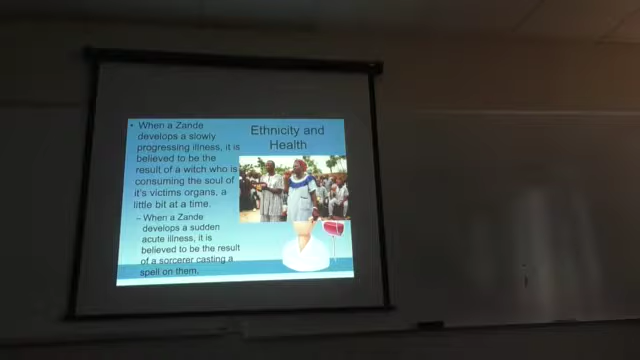 Ethnicity and
Health
• When a Zande
develops a slowly
progressing illness, it is
believed to be the
result of a witch who is
consuming the soul of
it's victims organs, a
little bit at a time.
– When a Zande
develops a sudden
acute illness, it is
believed to be the result
of a sorcerer casting a
spell on them.